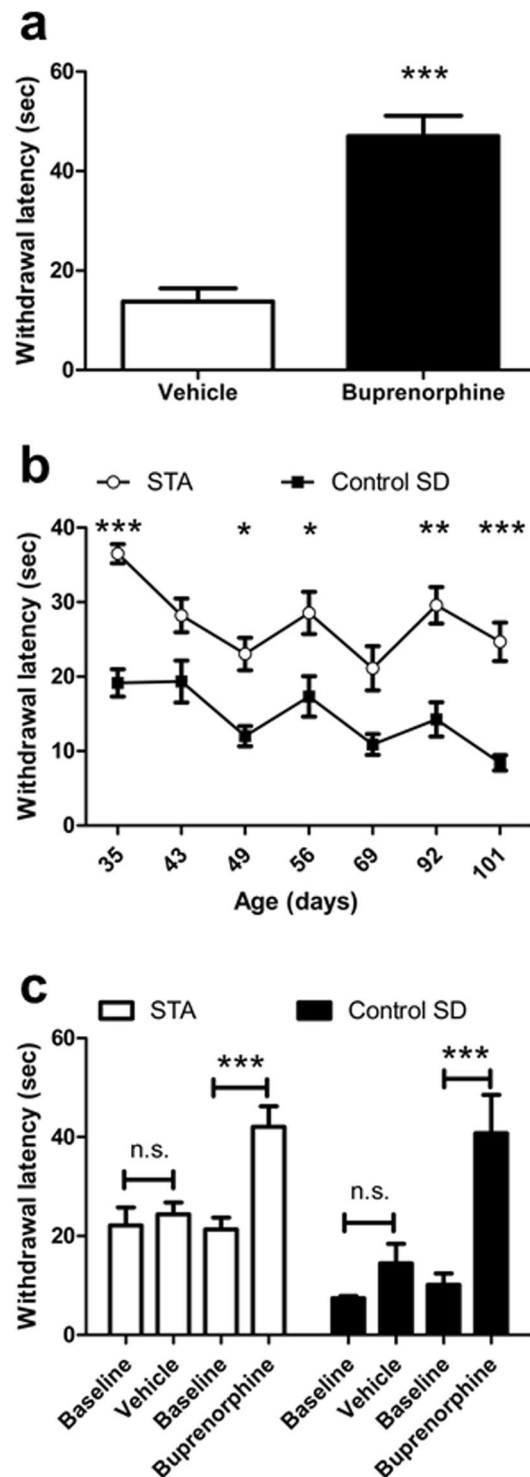 a
Withdrawal latency (sec)
60
40
20
0
***
Vehicle Buprenorphine
b
STA Control SD
Withdrawal latency (sec)
40
30
20
10
0
*** * * ** ***
35 43 49 56 69 92 101
Age (days)
c
STA Control SD
Withdrawal latency (sec)
60
40
20
0
n.s. *** n.s. ***
Baseline Vehicle Baseline Buprenorphine Baseline Vehicle Baseline Buprenorphine